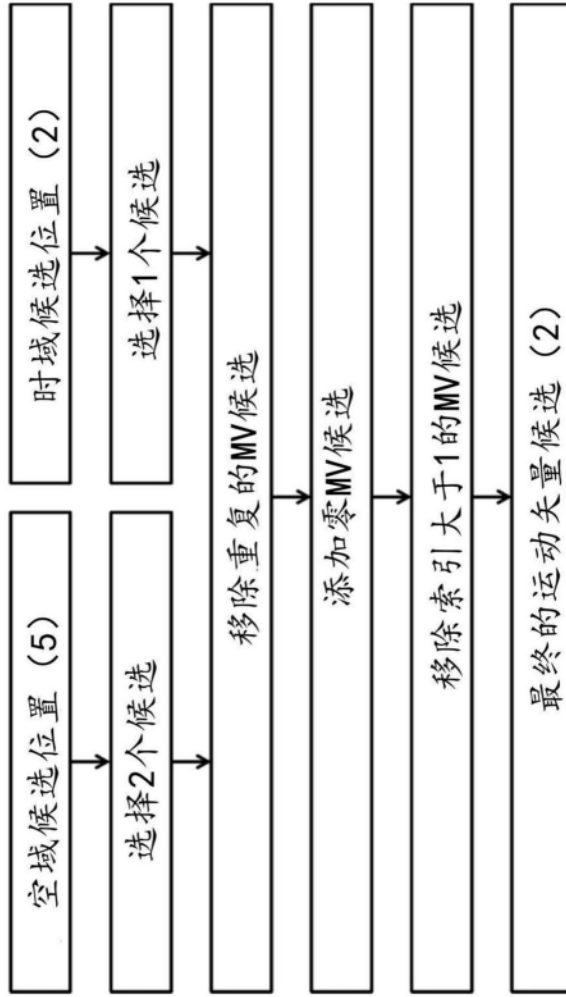 空域候选位置 (5)
时域候选位置 (2)
选择2个候选
选择1个候选
移除重复的MV候选
添加零MV候选
移除索引大于1的MV候选
最终的运动矢量候选 (2)